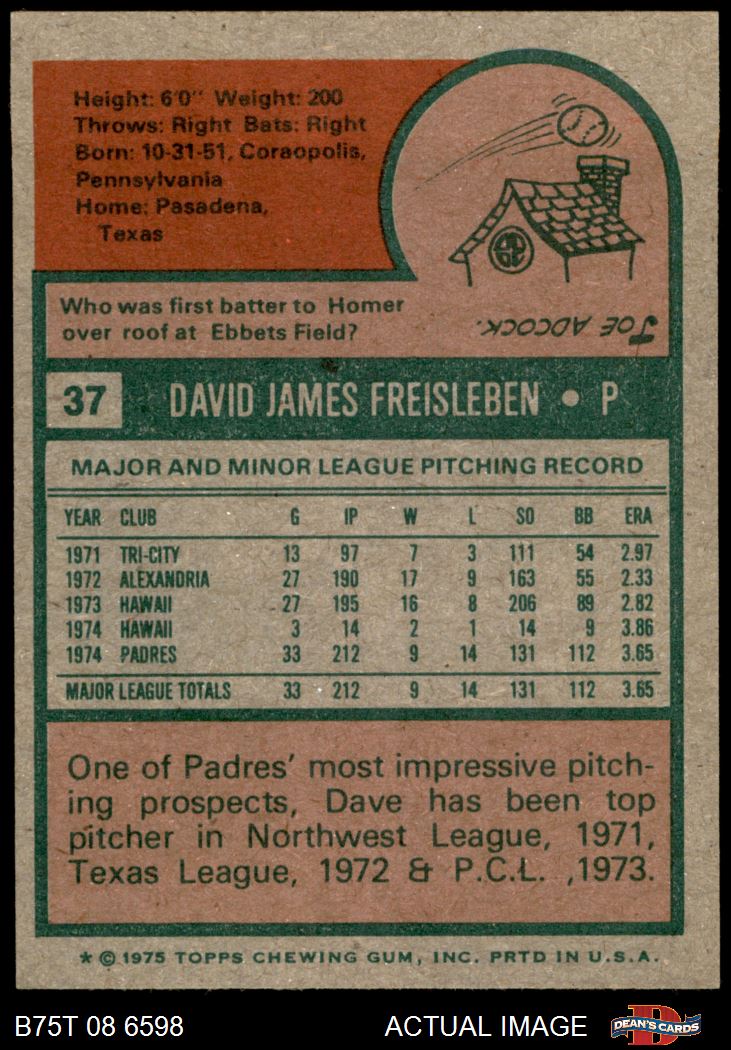 Height: 6'0" Weight: 200
Throws: Right Bats: Right
Born: 10-31-51, Coraopolis,
Pennsylvania
Home: Pasadena,
Texas
Who was first batter to Homer
over roof at Ebbets Field?
JOE ADCOCK.
37 DAVID JAMES FREISLEBEN • P
MAJOR AND MINOR LEAGUE PITCHING RECORD
YEAR CLUB G IP W L SO BB ERA
1971 TRI-CITY 13 97 7 3 111 54 2.97
1972 ALEXANDRIA 27 190 17 9 163 55 2.33
1973 HAWAII 27 195 16 8 206 89 2.82
1974 HAWAII 3 14 2 1 14 9 3.86
1974 PADRES 33 212 9 14 131 112 3.65
MAJOR LEAGUE TOTALS 33 212 9 14 131 112 3.65
One of Padres' most impressive pitch-
ing prospects, Dave has been top
pitcher in Northwest League, 1971,
Texas League, 1972 & P.C.L. ,1973.
* © 1975 TOPPS CHEWING GUM, INC. PRTD IN U.S.A.
B75T 08 6598 ACTUAL IMAGE D DEAN'S CARDS